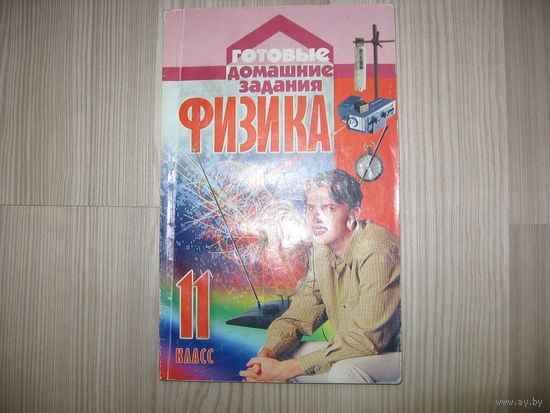 ГОТОВЫЕ
ДОМАШНИЕ
ЗАДАНИЯ
ФИЗИКА
11
КЛАСС
www.ay.by